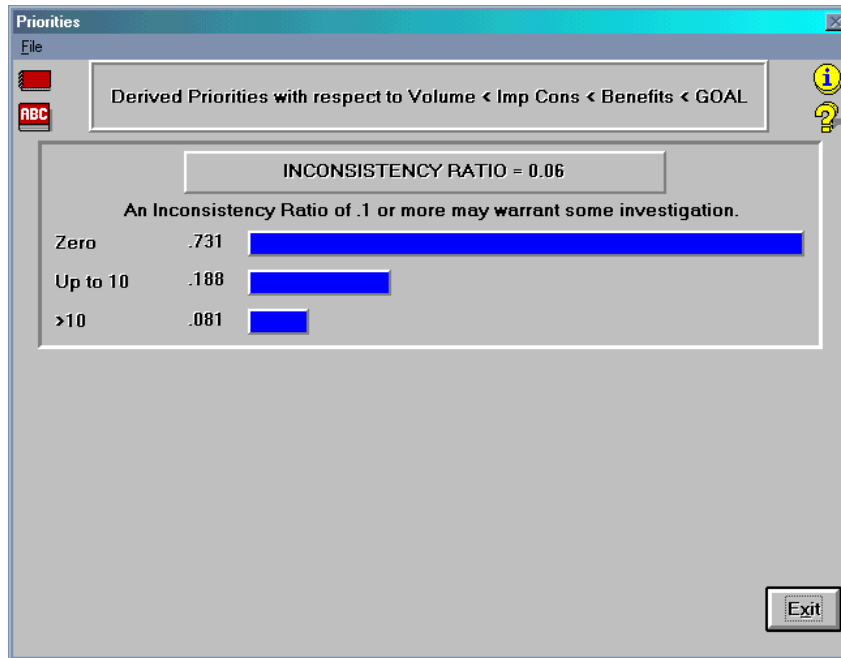 Priorities
File
ABC
Derived Priorities with respect to Volume < Imp Cons < Benefits < GOAL
INCONSISTENCY RATIO = 0.06
An Inconsistency Ratio of .1 or more may warrant some investigation.
Zero .731
Up to 10 .188
>10 .081
Exit